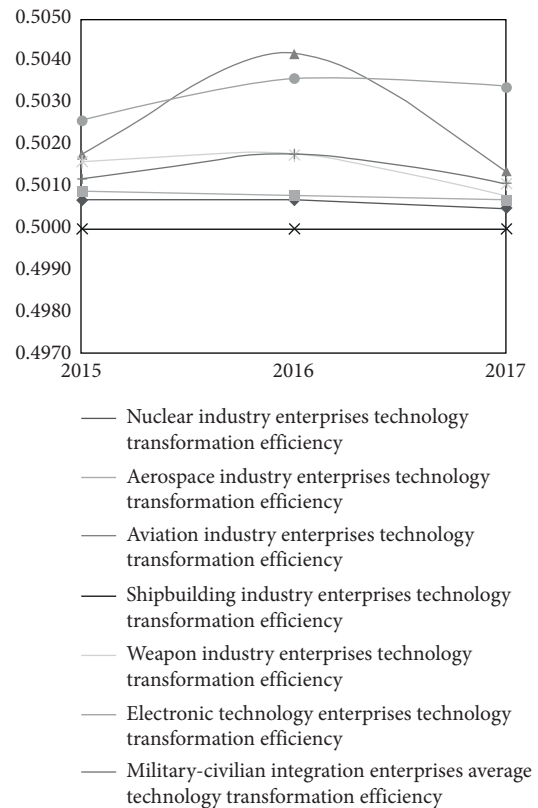 0.5050
0.5040
0.5030
0.5020
0.5010
0.5000
0.4990
0.4980
0.4970
2015 2016 2017
Nuclear industry enterprises technology
transformation efficiency
Aerospace industry enterprises technology
transformation efficiency
Aviation industry enterprises technology
transformation efficiency
Shipbuilding industry enterprises technology
transformation efficiency
Weapon industry enterprises technology
transformation efficiency
Electronic technology enterprises technology
transformation efficiency
Military-civilian integration enterprises average
technology transformation efficiency